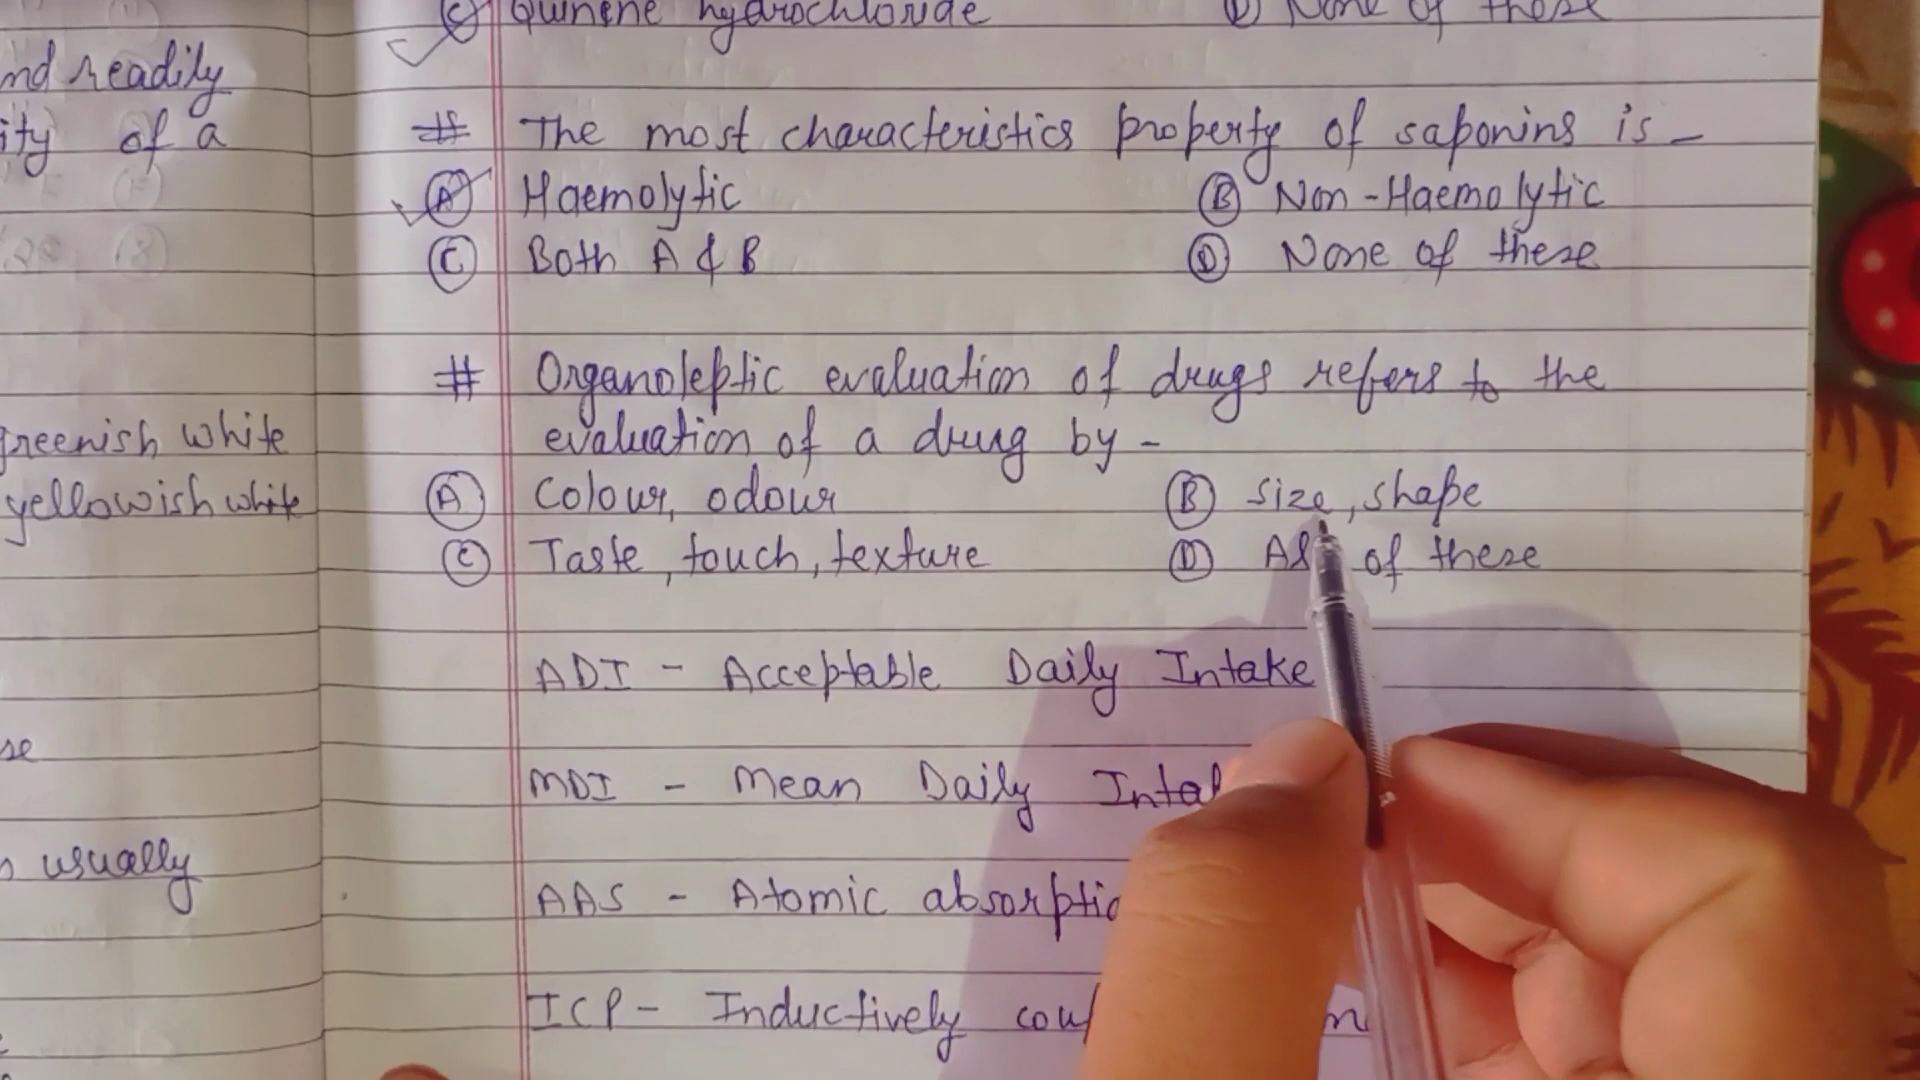 nd readily
ity of a
greenish white
yellowish white
se
usually
C Quinene hydrochloride D None of these
# The most characteristics property of saponins is -
A Haemolytic B Non-Haemolytic
C Both A & B D None of these
# Organoleptic evaluation of drugs refers to the
evaluation of a drug by -
A Colour, odour B Size, shape
C Taste, touch, texture D All of these
ADI - Acceptable Daily Intake
MDI - Mean Daily
AAS - Atomic
ICP - Inductively